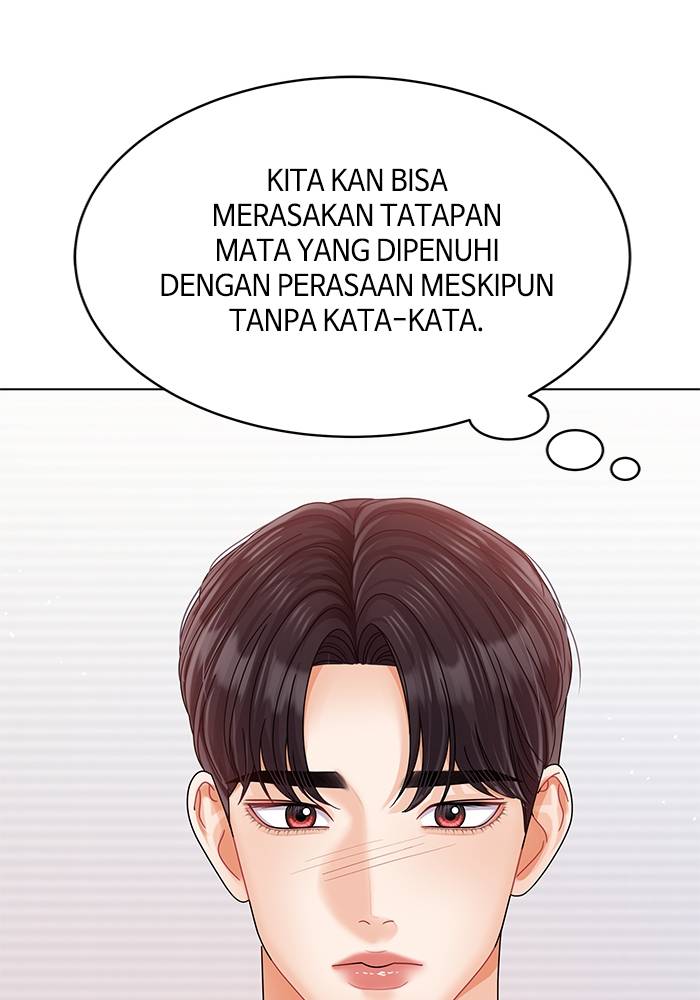 KITA KAN BISA
MERASAKAN TATAPAN
MATA YANG DIPENUHI
DENGAN PERASAAN MESKIPUN
TANPA KATA-KATA.